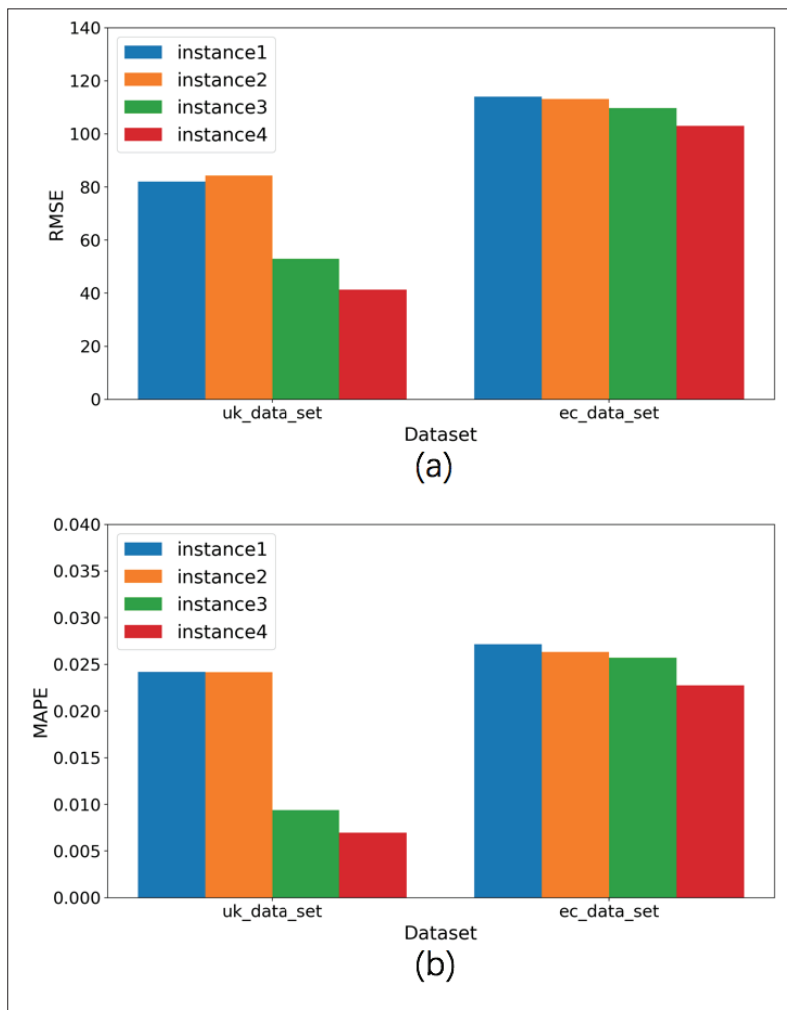 140
120
100
80
60
40
20
0
RMSE
instance1
instance2
instance3
instance4
uk_data_set ec_data_set
Dataset
(a)
0.040
0.035
0.030
0.025
0.020
0.015
0.010
0.005
0.000
MAPE
instance1
instance2
instance3
instance4
uk_data_set ec_data_set
Dataset
(b)